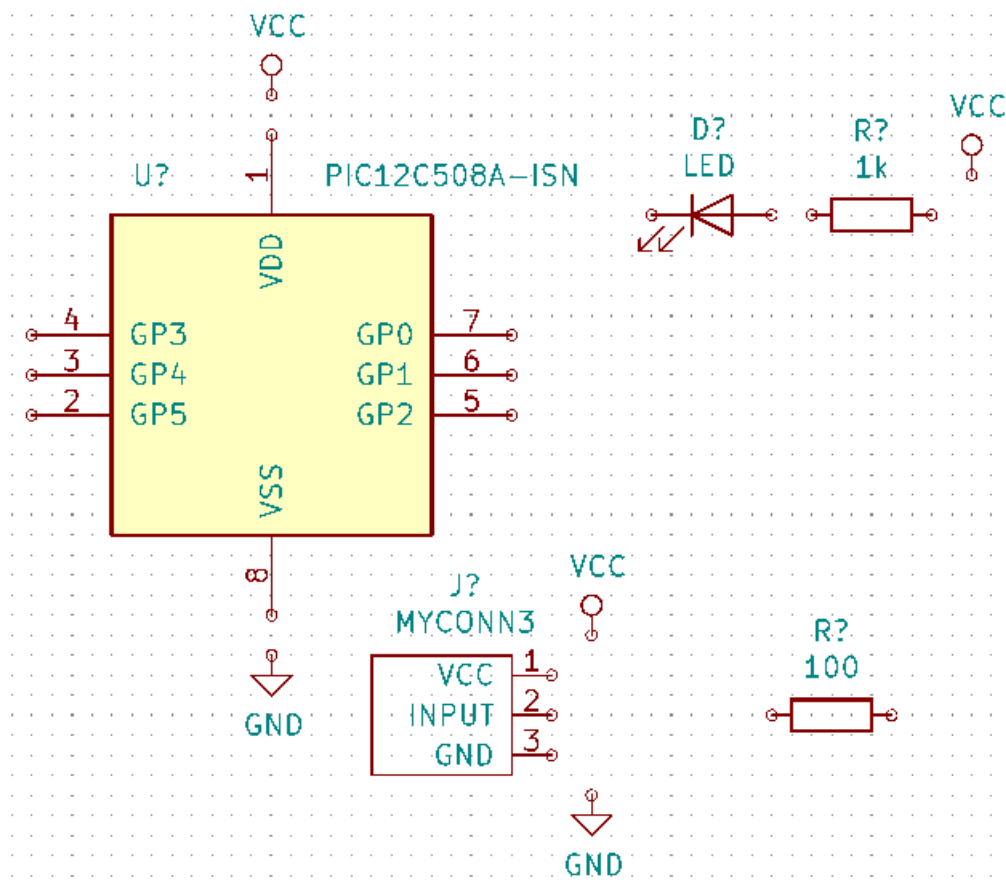 VCC
VCC
D?
R?
LED
1k
U?
1
PIC12C508A-ISN
VDD
4
GP3
GP0
7
3
GP4
GP1
6
2
GP5
GP2
5
VSS
8
VCC
J?
MYCONN3
R?
VCC
1
100
INPUT
2
GND
GND
3
GND